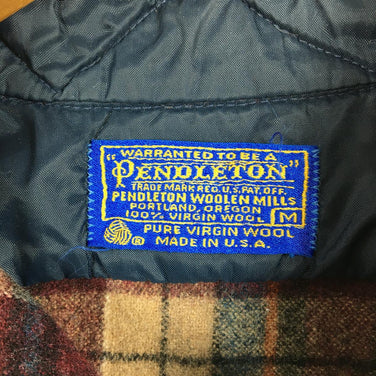 WARRANTED TO BE A
"PENDLETON"
TRADE MARK REG. U.S. PAT. OFF.
PENDLETON WOOLEN MILLS
PORTLAND, OREGON
100% VIRGIN WOOL M
PURE VIRGIN WOOL
® MADE IN U.S.A.